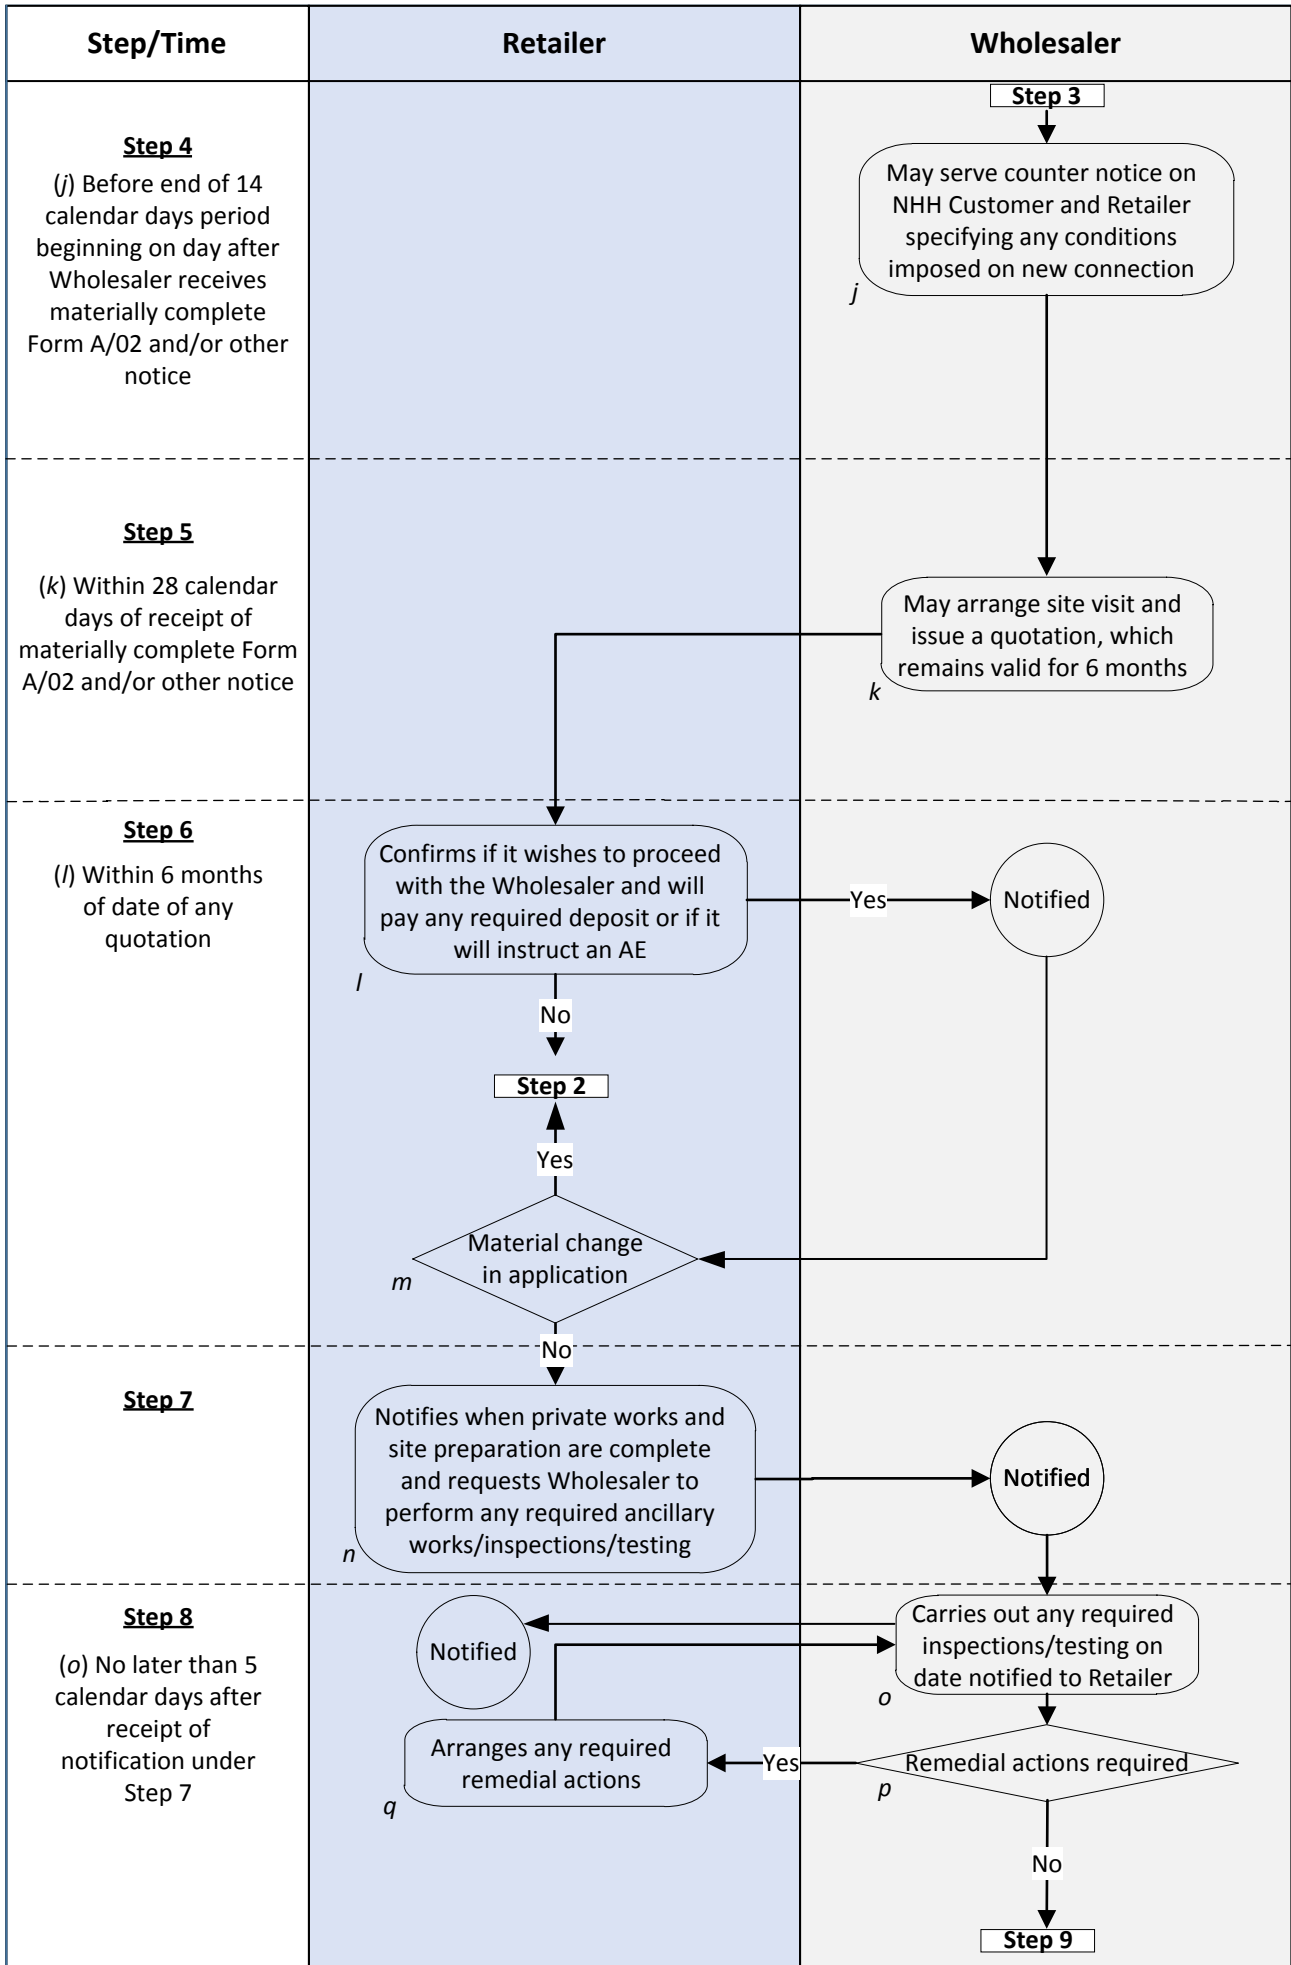 Step/Time
Retailer
Wholesaler
Step 3
Step 4
(j) Before end of 14
calendar days period
beginning on day after
Wholesaler receives
materially complete
Form A/02 and/or other
notice
May serve counter notice on
NHH Customer and Retailer
specifying any conditions
imposed on new connection
j
Step 5
(k) Within 28 calendar
days of receipt of
materially complete Form
A/02 and/or other notice
May arrange site visit and
issue a quotation, which
remains valid for 6 months
k
Step 6
(l) Within 6 months
of date of any
quotation
Confirms if it wishes to proceed
with the Wholesaler and will
pay any required deposit or if it
will instruct an AE
l
Yes
Notified
No
Step 2
Yes
Material change
in application
m
No
Step 7
Notifies when private works and
site preparation are complete
and requests Wholesaler to
perform any required ancillary
works/inspections/testing
n
Notified
Step 8
(o) No later than 5
calendar days after
receipt of
notification under
Step 7
Notified
Carries out any required
inspections/testing on
date notified to Retailer
o
Arranges any required
remedial actions
q
Yes
Remedial actions required
p
No
Step 9